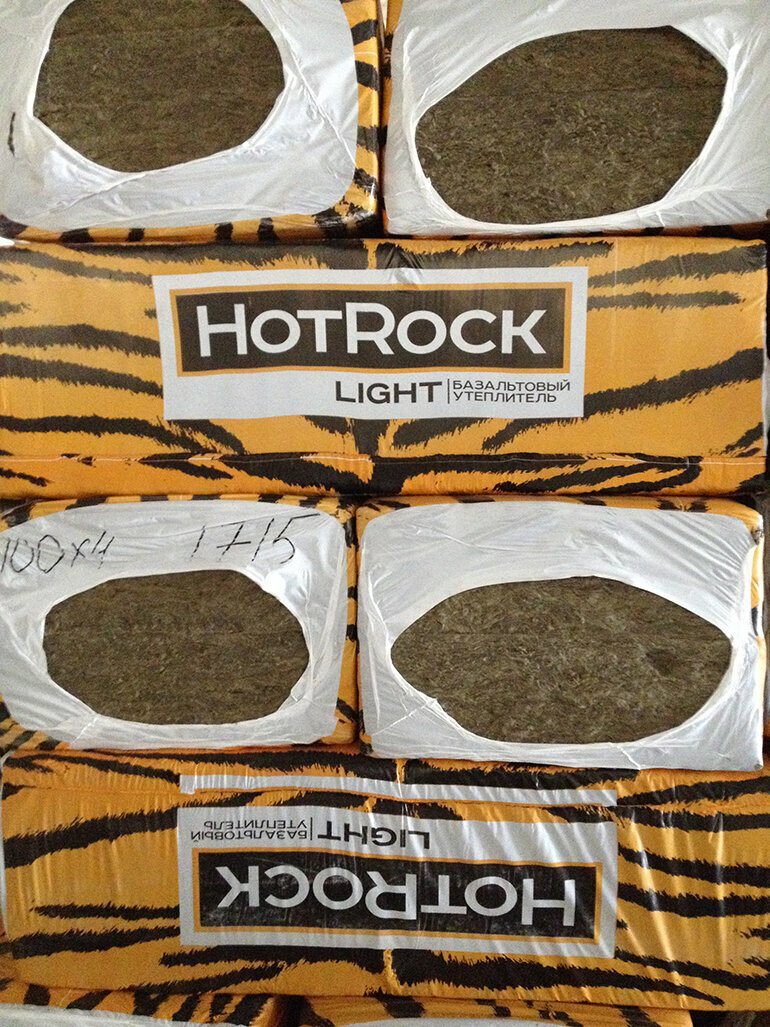 HOTROCK
LIGHT
БАЗАЛЬТОВЫЙ
УТЕПЛИТЕЛЬ
100x4 1715
HOTROCK
LIGHT
БАЗАЛЬТОВЫЙ
УТЕПЛИТЕЛЬ